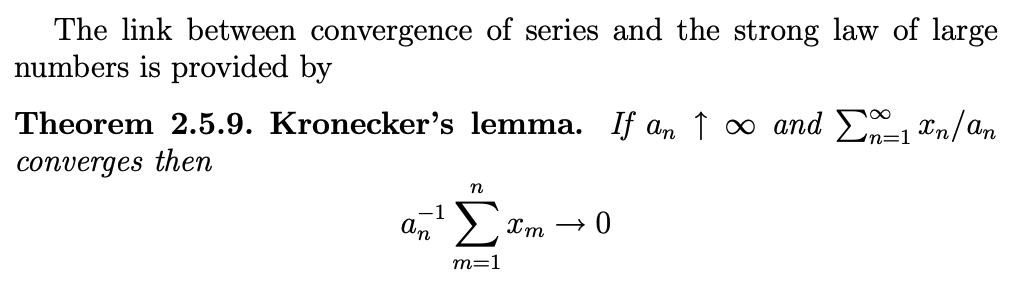 The link between convergence of series and the strong law of large
numbers is provided by
Theorem 2.5.9. Kronecker's lemma. If a_n ↑ ∞ and ∑_{n=1}^{∞} x_n/a_n
converges then
a_n^{-1} ∑_{m=1}^{n} x_m → 0